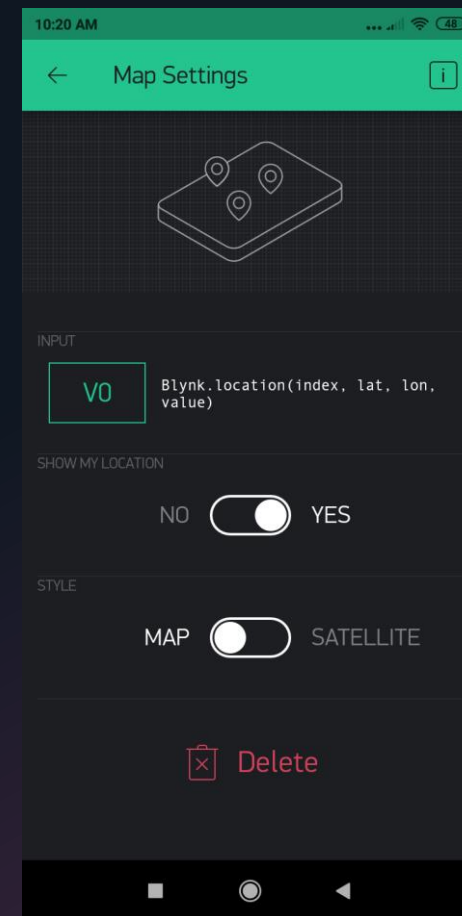 10:20 AM
48
Map Settings
i
INPUT
V0
Blynk.location(index, lat, lon,
value)
SHOW MY LOCATION
NO YES
STYLE
MAP SATELLITE
Delete